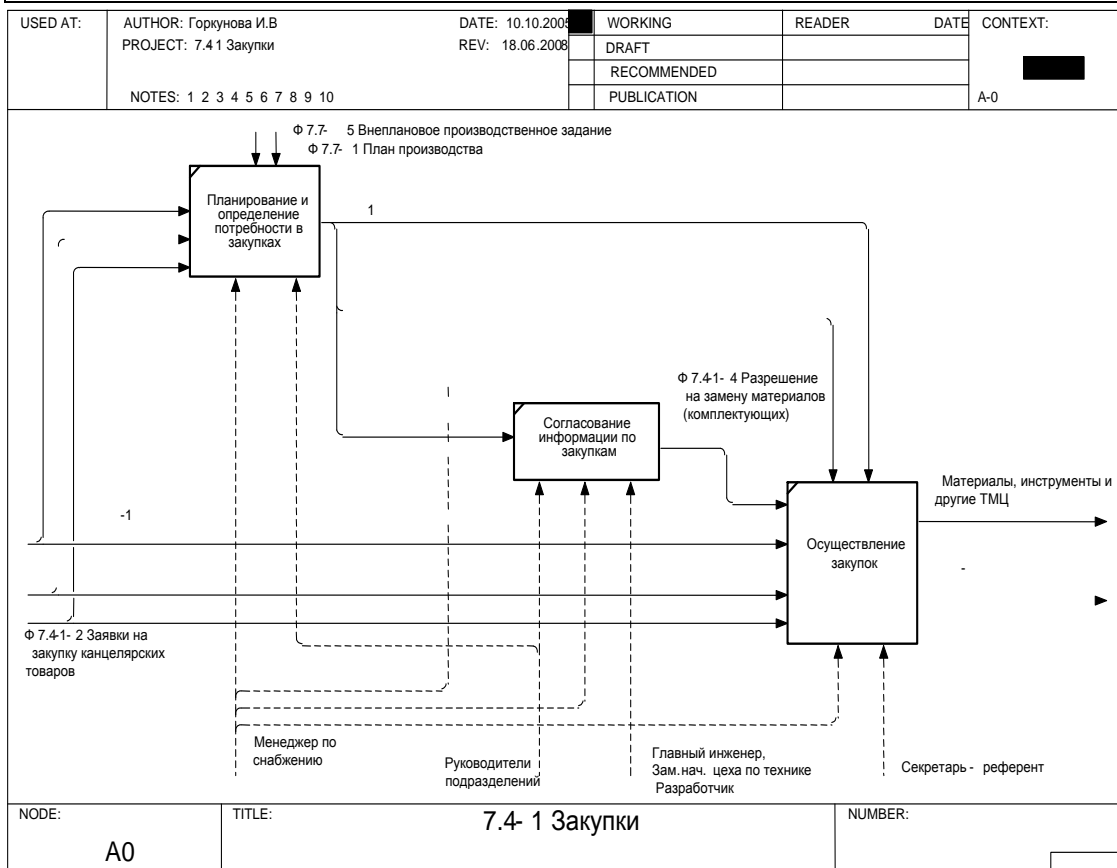 USED AT:
AUTHOR: Горкунова И.В
DATE: 10.10.2005
WORKING
READER
DATE
CONTEXT:
PROJECT: 7.4 1 Закупки
REV: 18.06.2008
DRAFT
RECOMMENDED
NOTES: 1 2 3 4 5 6 7 8 9 10
PUBLICATION
A-0
Ф 7.7- 5 Внеплановое производственное задание
Ф 7.7- 1 План производства
Планирование и
определение
потребности в
закупках
1
Ф 7.4-1- 4 Разрешение
на замену материалов
(комплектующих)
Согласование
информации по
закупкам
Материалы, инструменты и
другие ТМЦ
-1
Осуществление
закупок
-
Ф 7.4-1- 2 Заявки на
закупку канцелярских
товаров
Менеджер по
снабжению
Руководители
подразделений
Главный инженер,
Зам.нач. цеха по технике
Разработчик
Секретарь - референт
NODE:
A0
TITLE:
7.4- 1 Закупки
NUMBER: